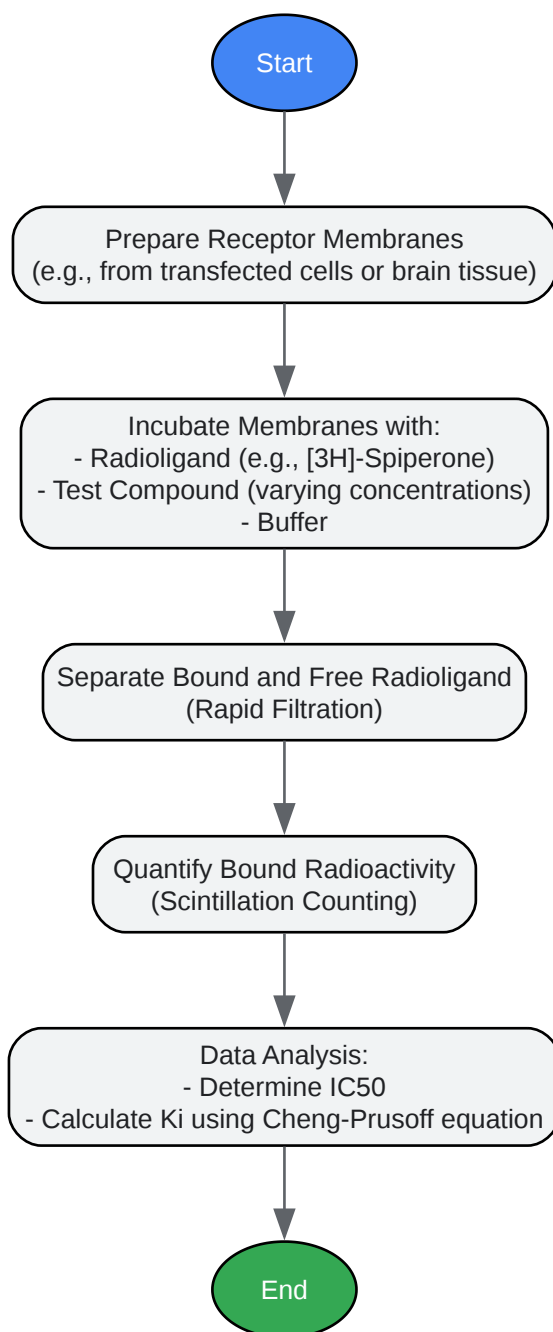 Start
Prepare Receptor Membranes
(e.g., from transfected cells or brain tissue)
Incubate Membranes with:
- Radioligand (e.g., [3H]-Spiperone)
- Test Compound (varying concentrations)
- Buffer
Separate Bound and Free Radioligand
(Rapid Filtration)
Quantify Bound Radioactivity
(Scintillation Counting)
Data Analysis:
- Determine IC50
- Calculate Ki using Cheng-Prusoff equation
End